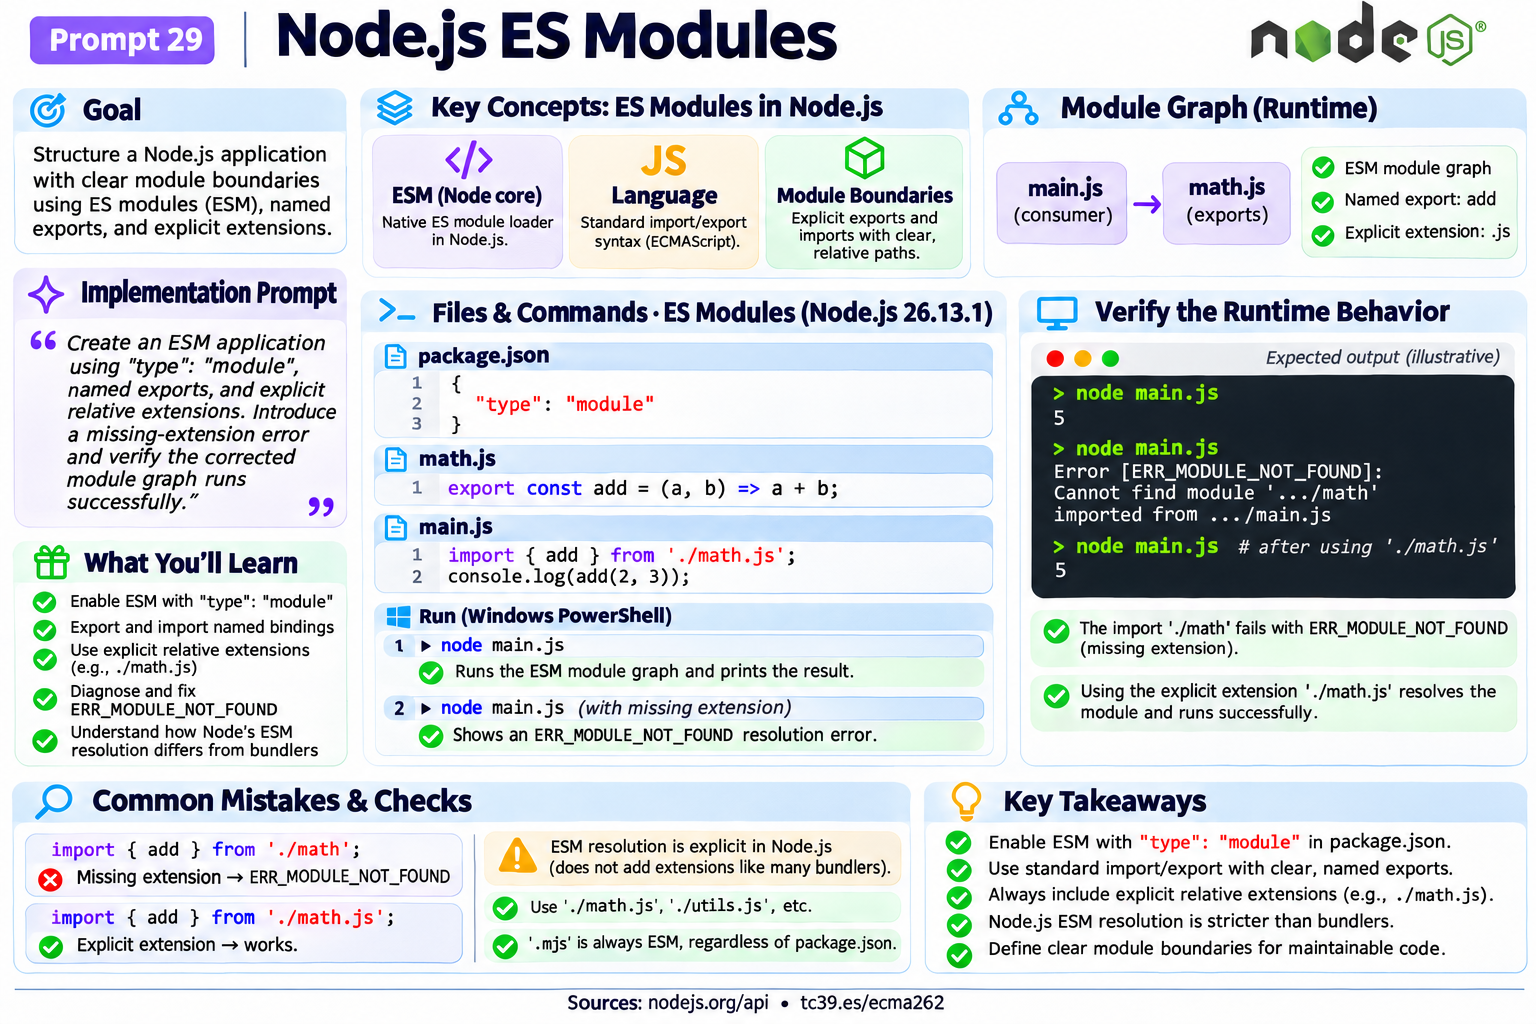 Prompt 29
Node.js ES Modules
node JS ®
Goal
Structure a Node.js application
with clear module boundaries
using ES modules (ESM), named
exports, and explicit extensions.
Implementation Prompt
“ Create an ESM application
using "type": "module",
named exports, and explicit
relative extensions. Introduce
a missing-extension error
and verify the corrected
module graph runs
successfully.”
”
What You’ll Learn
Enable ESM with "type": "module"
Export and import named bindings
Use explicit relative extensions
(e.g., ./math.js)
Diagnose and fix
ERR_MODULE_NOT_FOUND
Understand how Node’s ESM
resolution differs from bundlers
Key Concepts: ES Modules in Node.js
</>
ESM (Node core)
Native ES module loader
in Node.js.
JS
Language
Standard import/export
syntax (ECMAScript).
Module Boundaries
Explicit exports and
imports with clear,
relative paths.
Module Graph (Runtime)
main.js
(consumer)
math.js
(exports)
ESM module graph
Named export: add
Explicit extension: .js
Files & Commands · ES Modules (Node.js 26.13.1)
package.json
1 {
2 "type": "module"
3 }
math.js
1 export const add = (a, b) => a + b;
main.js
1 import { add } from './math.js';
2 console.log(add(2, 3));
Run (Windows PowerShell)
1 ▶ node main.js
Runs the ESM module graph and prints the result.
2 ▶ node main.js (with missing extension)
Shows an ERR_MODULE_NOT_FOUND resolution error.
Verify the Runtime Behavior
Expected output (illustrative)
> node main.js
5
> node main.js
Error [ERR_MODULE_NOT_FOUND]:
Cannot find module '.../math'
imported from .../main.js
> node main.js # after using './math.js'
5
The import './math' fails with ERR_MODULE_NOT_FOUND
(missing extension).
Using the explicit extension './math.js' resolves the
module and runs successfully.
Common Mistakes & Checks
import { add } from './math';
Missing extension → ERR_MODULE_NOT_FOUND
import { add } from './math.js';
Explicit extension → works.
ESM resolution is explicit in Node.js
(does not add extensions like many bundlers).
Use './math.js', './utils.js', etc.
'.mjs' is always ESM, regardless of package.json.
Key Takeaways
Enable ESM with "type": "module" in package.json.
Use standard import/export with clear, named exports.
Always include explicit relative extensions (e.g., ./math.js).
Node.js ESM resolution is stricter than bundlers.
Define clear module boundaries for maintainable code.
Sources: nodejs.org/api • tc39.es/ecma262